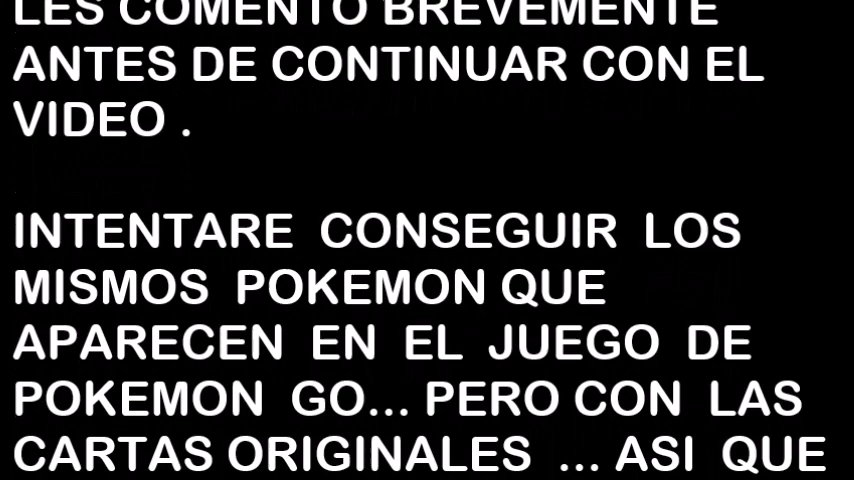 LES COMENTO BREVEMENTE
ANTES DE CONTINUAR CON EL
VIDEO .
INTENTARE CONSEGUIR LOS
MISMOS POKEMON QUE
APARECEN EN EL JUEGO DE
POKEMON GO... PERO CON LAS
CARTAS ORIGINALES ... ASI QUE